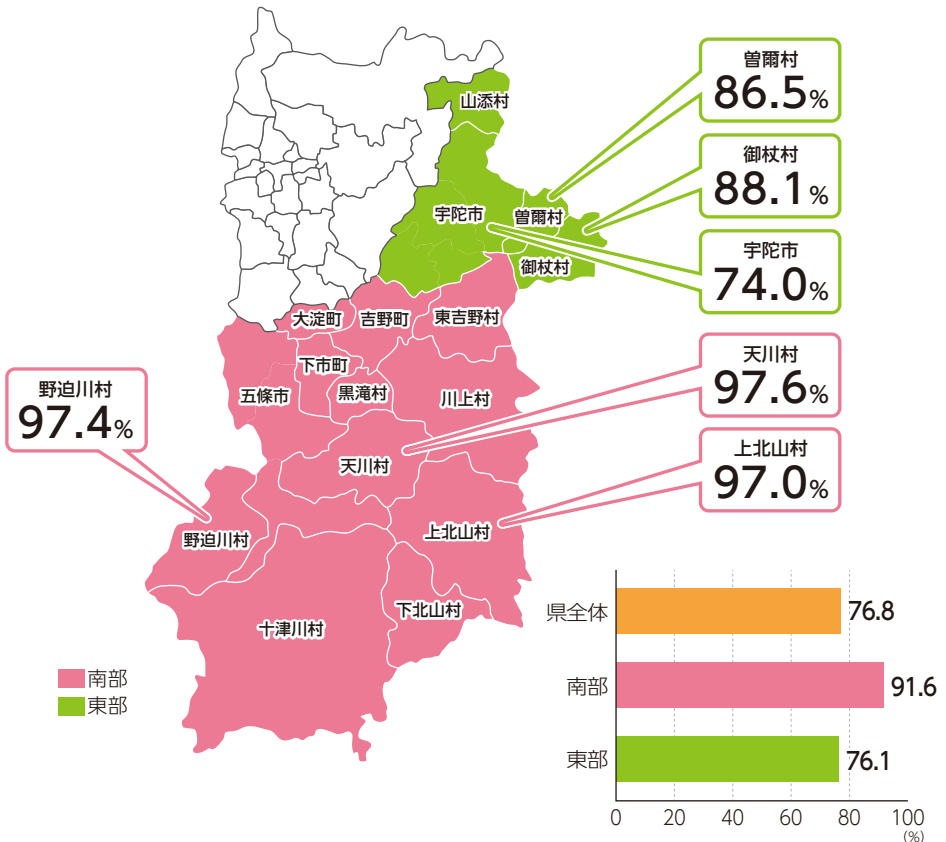 曽爾村
86.5%
御杖村
88.1%
宇陀市
74.0%
天川村
97.6%
上北山村
97.0%
野迫川村
97.4%
山添村
宇陀市
曽爾村
御杖村
大淀町
吉野町
東吉野村
下市町
五條市
黒滝村
川上村
天川村
上北山村
野迫川村
下北山村
十津川村
南部
東部
県全体
76.8
南部
91.6
東部
76.1
0 20 40 60 80 100
(%)